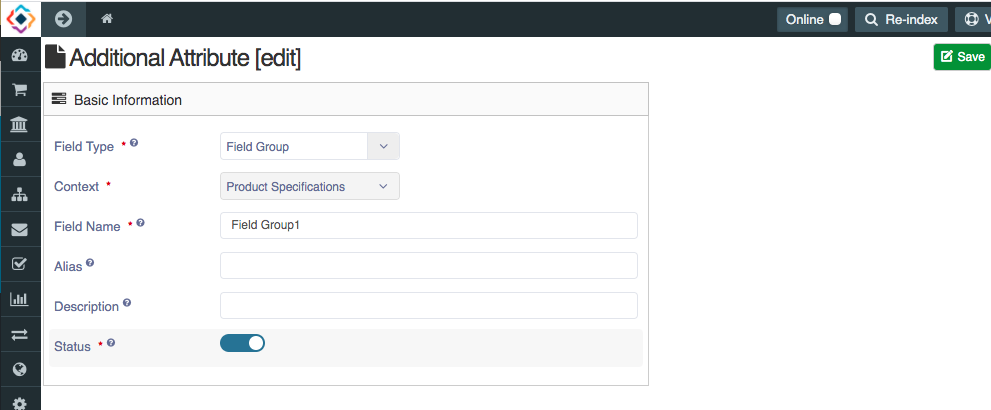 Online
Re-index
V
Additional Attribute [edit]
Save
Basic Information
Field Type * ?
Field Group
Context *
Product Specifications
Field Name * ?
Field Group1
Alias ?
Description ?
Status * ?